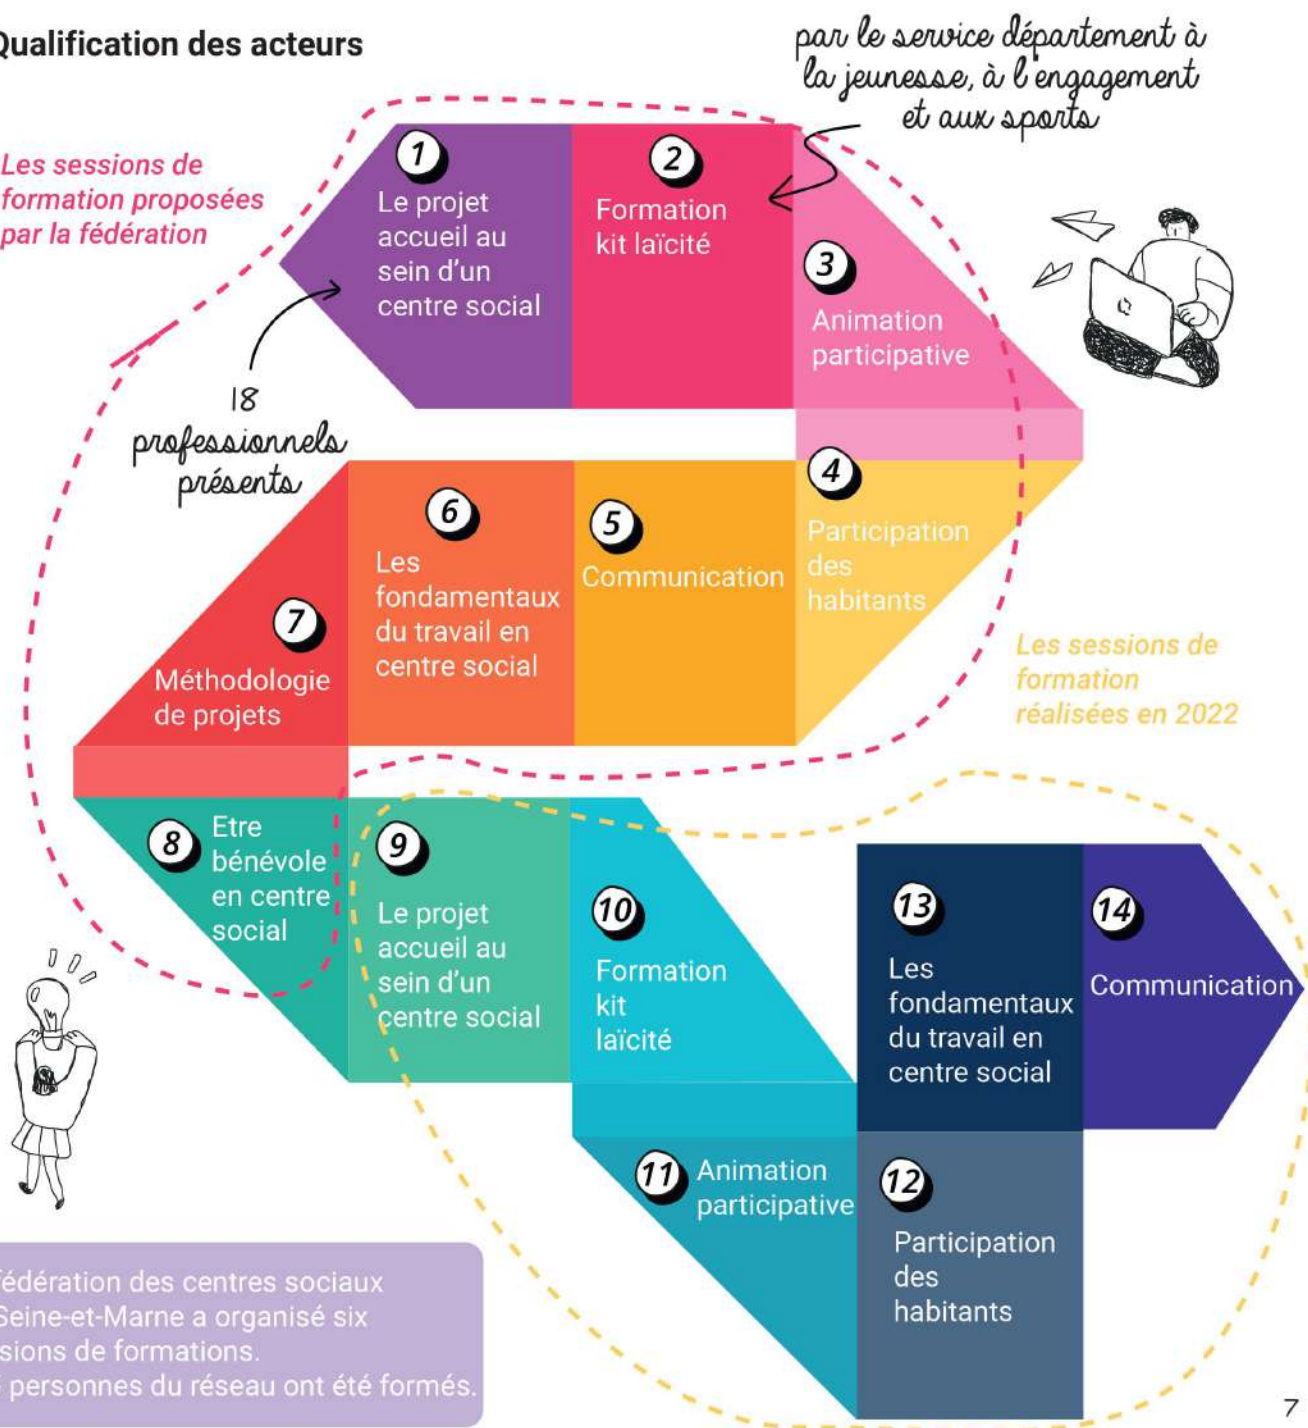 Qualification des acteurs
par le service département à
la jeunesse, à l'engagement
et aux sports
Les sessions de
formation proposées
par la fédération
1
Le projet
accueil au
sein d'un
centre social
2
Formation
kit laïcité
3
Animation
participative
18
professionnels
présents
4
Participation
des
habitants
5
Communication
6
Les
fondamentaux
du travail en
centre social
7
Méthodologie
de projets
Les sessions de
formation
réalisées en 2022
8
Etre
bénévole
en centre
social
9
Le projet
accueil au
sein d'un
centre social
10
Formation
kit
laïcité
11
Animation
participative
12
Participation
des
habitants
13
Les
fondamentaux
du travail en
centre social
14
Communication
fédération des centres sociaux
Seine-et-Marne a organisé six
sions de formations.
personnes du réseau ont été formés.
7